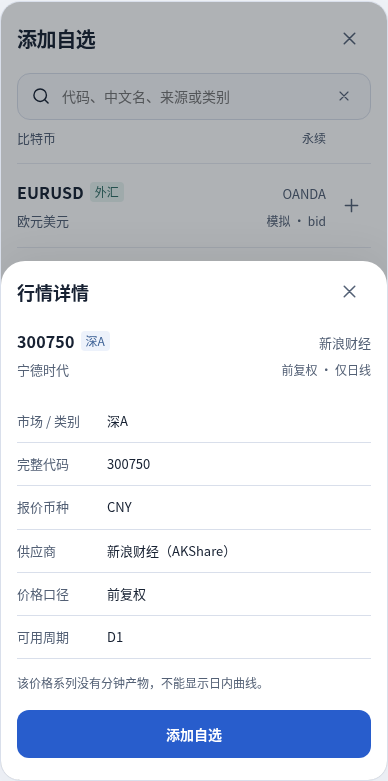 添加自选
代码、中文名、来源或类别
比特币 永续
EURUSD 外汇 OANDA
欧元美元 模拟 · bid
行情详情
300750 深A 新浪财经
宁德时代 前复权 · 仅日线
市场 / 类别 深A
完整代码 300750
报价币种 CNY
供应商 新浪财经（AKShare）
价格口径 前复权
可用周期 D1
该价格系列没有分钟产物，不能显示日内曲线。
添加自选